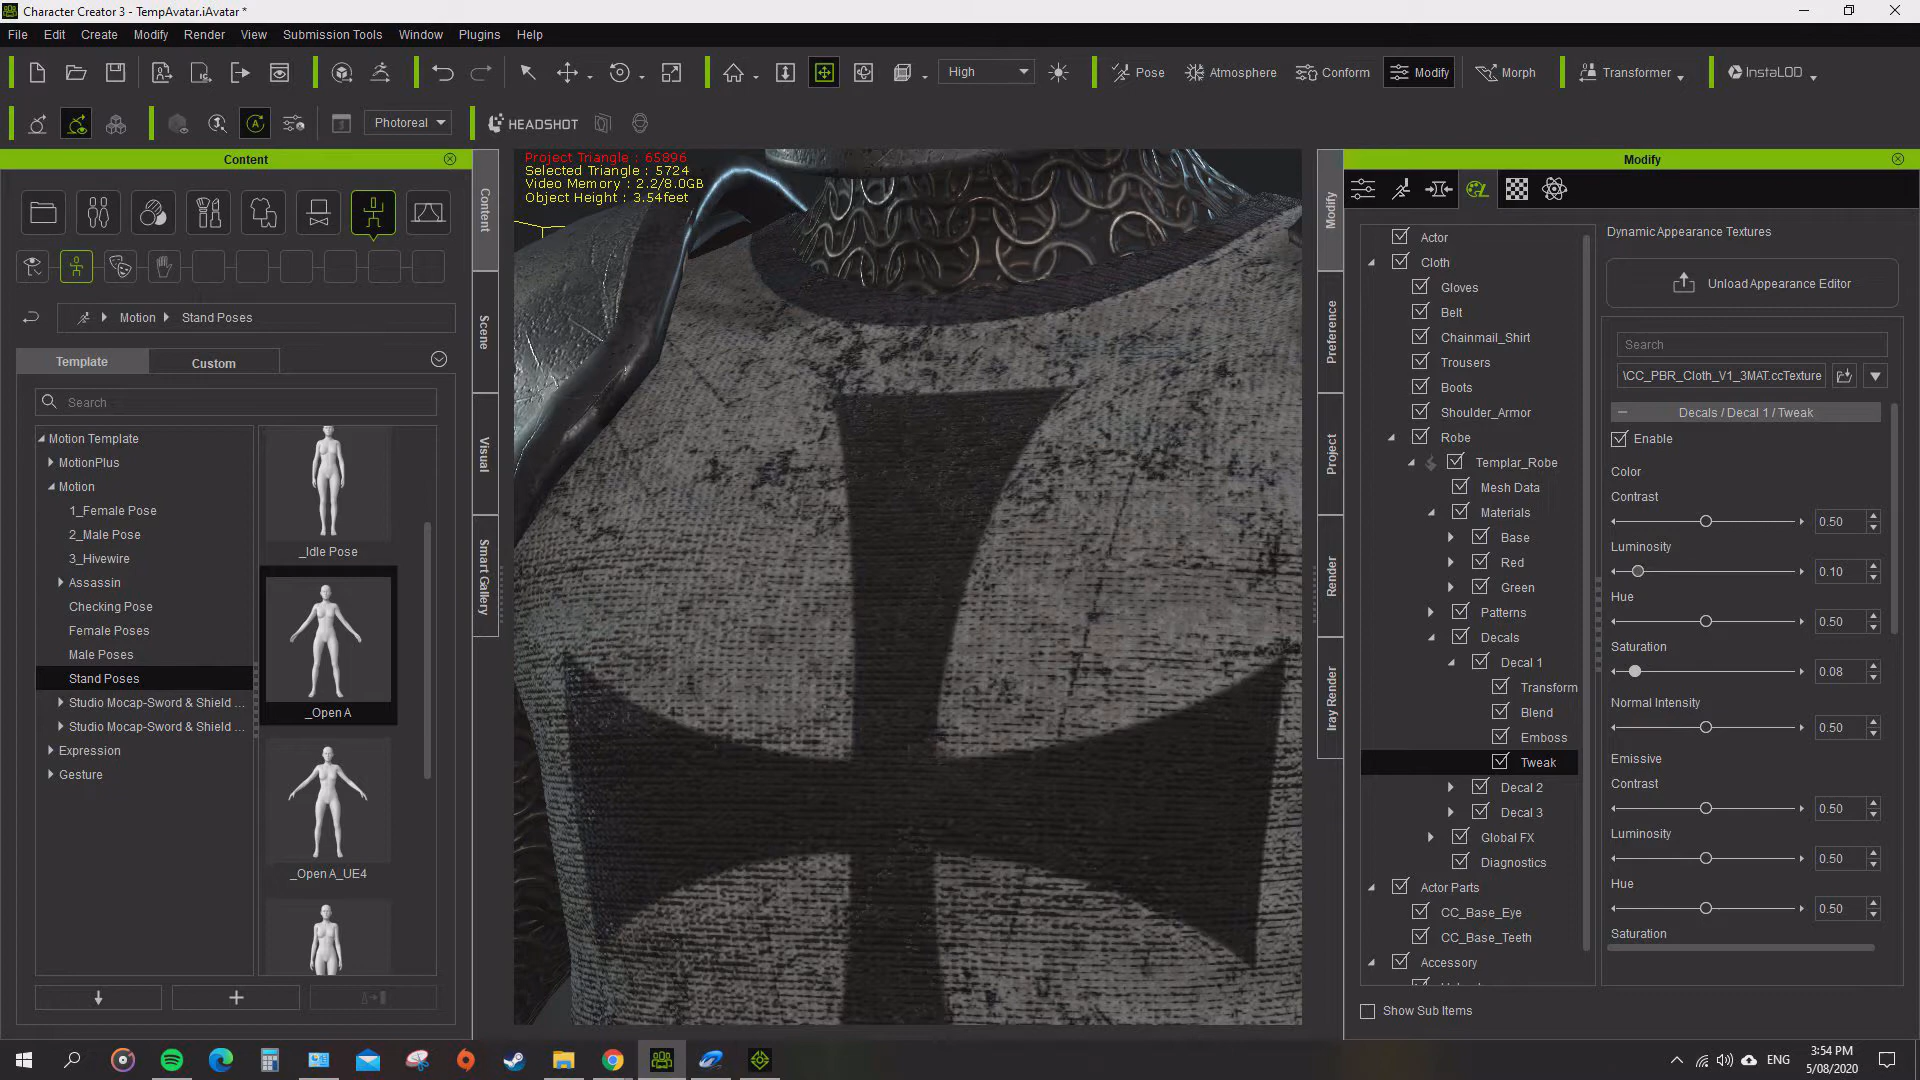 Character Creator 3 - TempAvatar.iAvatar *
File Edit Create Modify Render View Submission Tools Window Plugins Help
High Pose Atmosphere Conform Modify Morph Transformer InstaLOD
Photoreal HEADSHOT
Content
Motion Stand Poses
Template Custom
Search
Motion Template
MotionPlus
Motion
1_Female Pose
2_Male Pose
3_Hivewire
Assassin
Checking Pose
Female Poses
Male Poses
Stand Poses
Studio Mocap-Sword & Shield ...
Studio Mocap-Sword & Shield ...
Expression
Gesture
_Idle Pose
_Open A
_Open A_UE4
Content
Scene
Visual
Smart Gallery
Project Triangle : 65896
Selected Triangle : 5724
Video Memory : 2.2/8.0GB
Object Height : 3.54feet
Modify
Preference
Project
Render
Iray Render
Modify
Actor
Cloth
Gloves
Belt
Chainmail_Shirt
Trousers
Boots
Shoulder_Armor
Robe
Templar_Robe
Mesh Data
Materials
Base
Red
Green
Patterns
Decals
Decal 1
Transform
Blend
Emboss
Tweak
Decal 2
Decal 3
Global FX
Diagnostics
Actor Parts
CC_Base_Eye
CC_Base_Teeth
Accessory
Show Sub Items
Dynamic Appearance Textures
Unload Appearance Editor
Search
\CC_PBR_Cloth_V1_3MAT.ccTexture
Decals / Decal 1 / Tweak
Enable
Color
Contrast
0.50
Luminosity
0.10
Hue
0.50
Saturation
0.08
Normal Intensity
0.50
Emissive
Contrast
0.50
Luminosity
0.50
Hue
0.50
Saturation
ENG
3:54 PM
5/08/2020